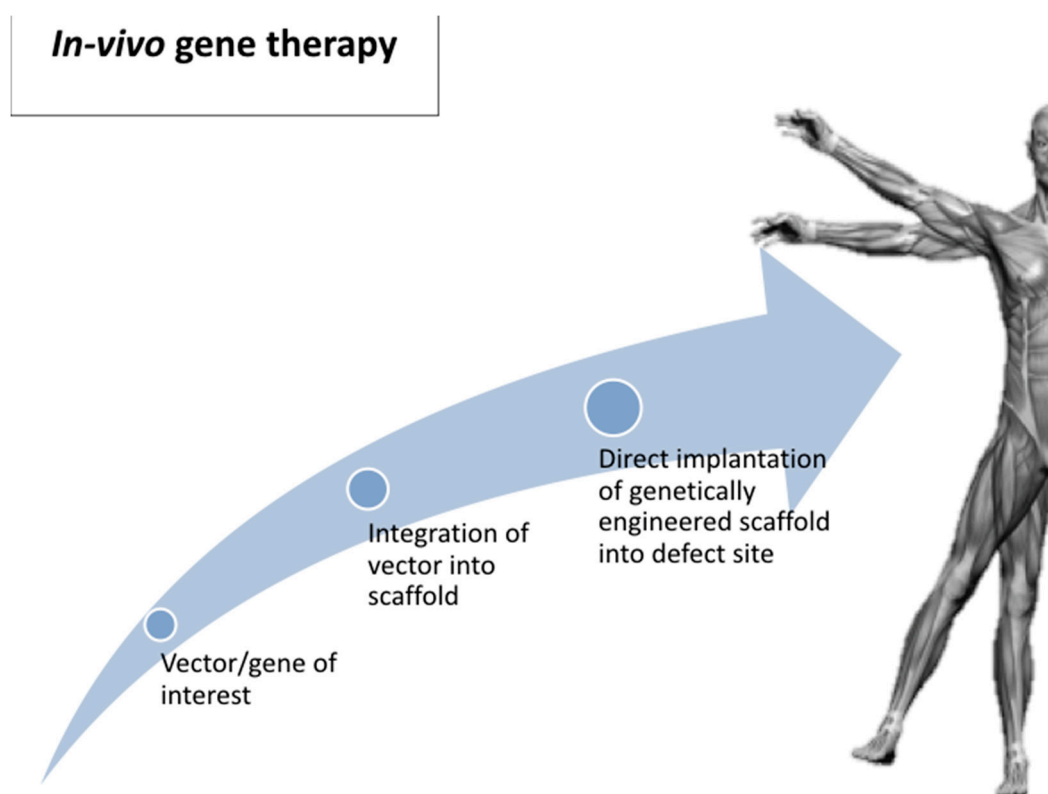 In-vivo gene therapy
Vector/gene of
interest
Integration of
vector into
scaffold
Direct implantation
of genetically
engineered scaffold
into defect site